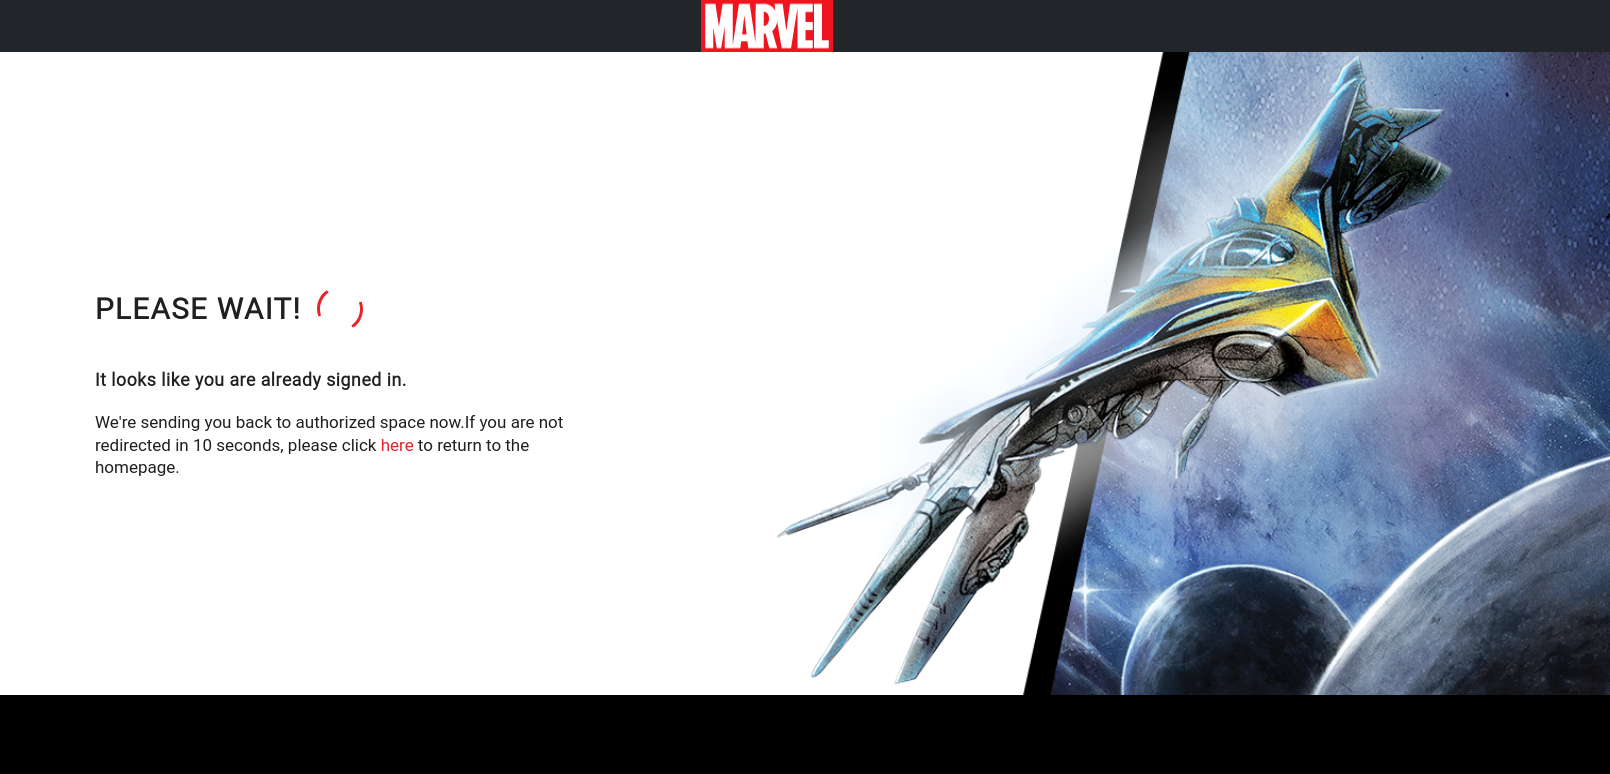 MARVEL
PLEASE WAIT!
It looks like you are already signed in.
We're sending you back to authorized space now.If you are not
redirected in 10 seconds, please click here to return to the
homepage.